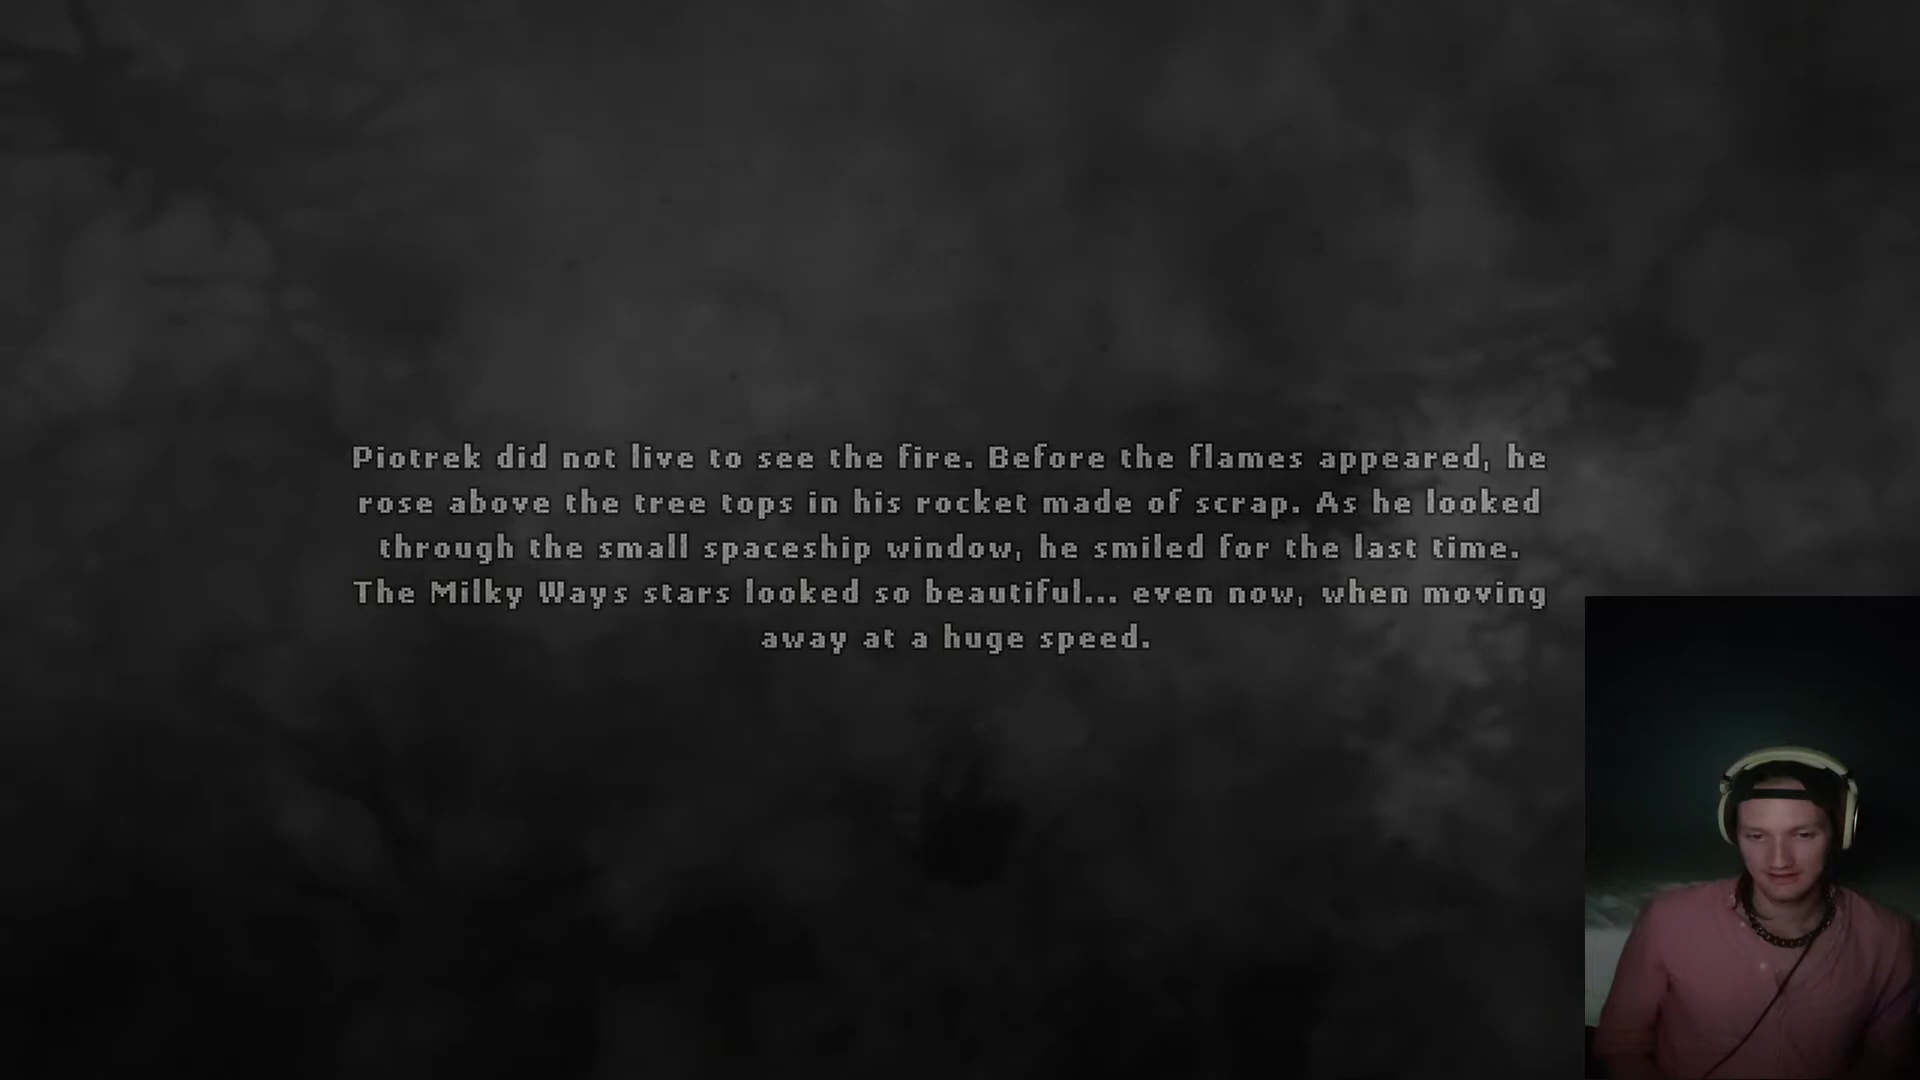 Piotrek did not live to see the fire. Before the flames appeared, he
rose above the tree tops in his rocket made of scrap. As he looked
through the small spaceship window, he smiled for the last time.
The Milky Ways stars looked so beautiful... even now, when moving
away at a huge speed.